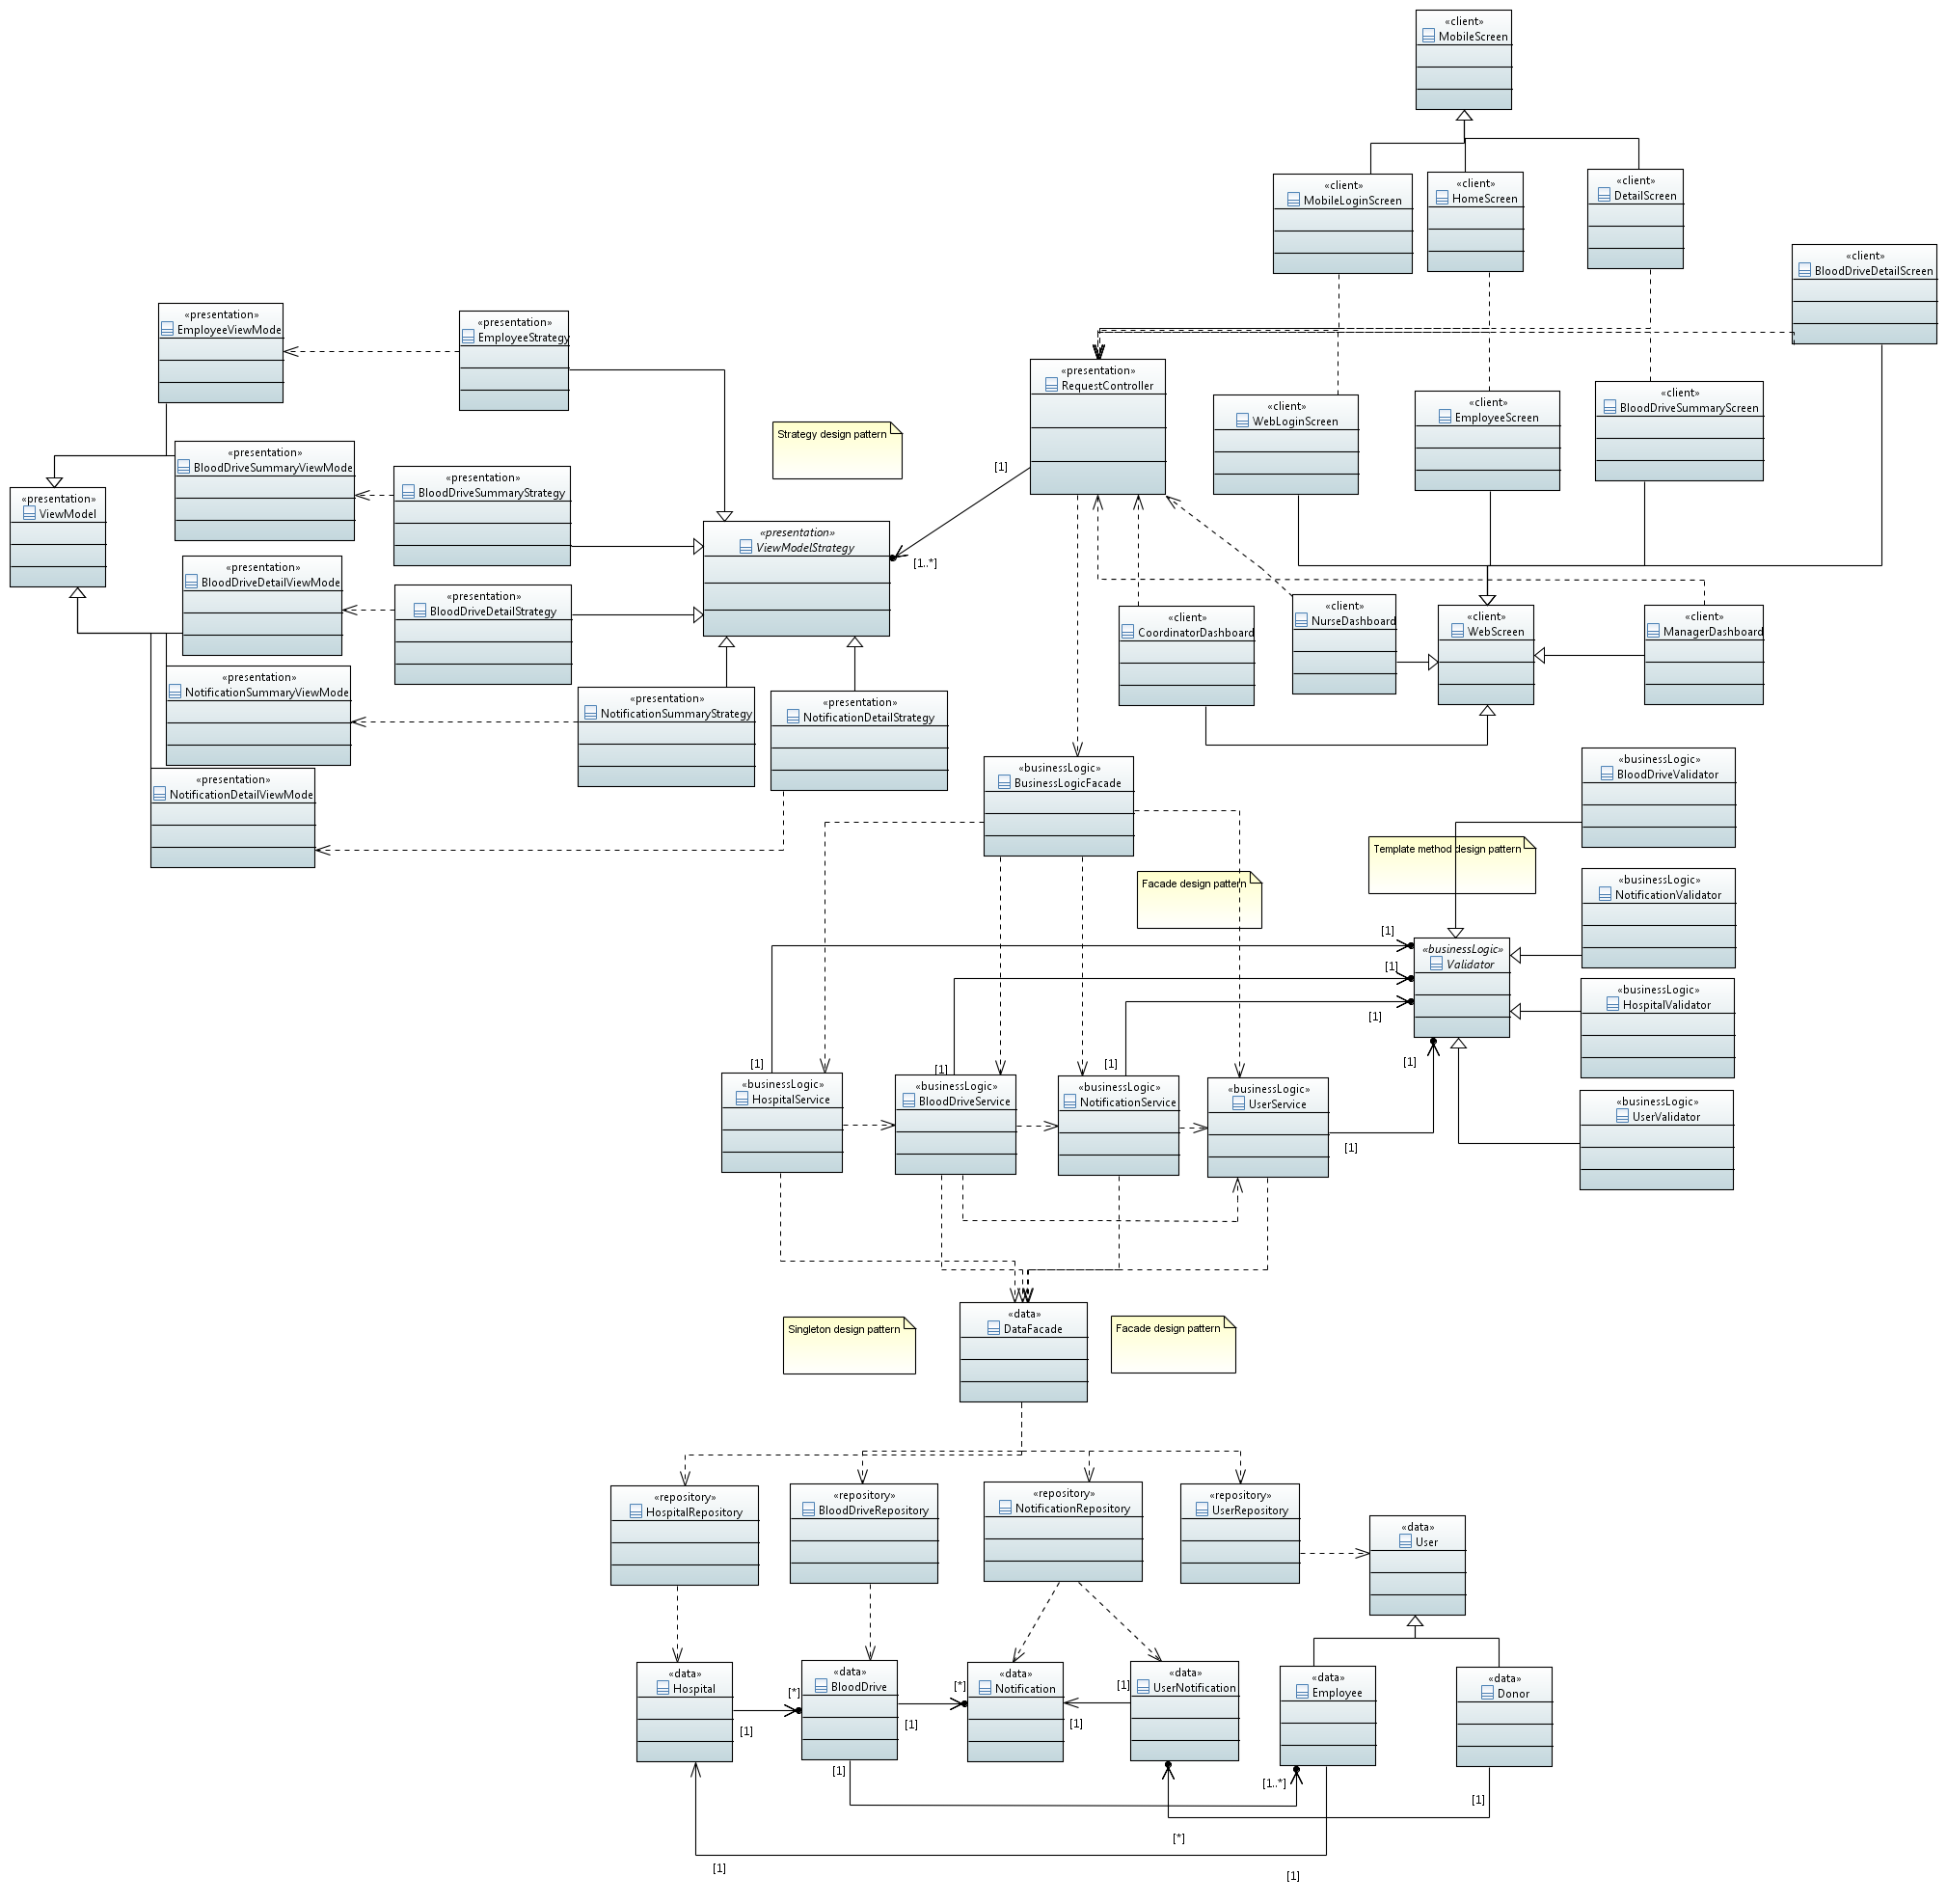 «client»
MobileScreen
«client»
MobileLoginScreen
«client»
HomeScreen
«client»
DetailScreen
«client»
BloodDriveDetailScreen
«presentation»
EmployeeViewMode
«presentation»
EmployeeStrategy
«presentation»
RequestController
«client»
WebLoginScreen
«client»
EmployeeScreen
«client»
BloodDriveSummaryScreen
Strategy design pattern
«presentation»
BloodDriveSummaryViewMode
«presentation»
BloodDriveSummaryStrategy
[1]
«presentation»
ViewModel
«presentation»
ViewModelStrategy
[1..*]
«presentation»
BloodDriveDetailViewMode
«presentation»
BloodDriveDetailStrategy
«client»
CoordinatorDashboard
«client»
NurseDashboard
«client»
WebScreen
«client»
ManagerDashboard
«presentation»
NotificationSummaryViewMode
«presentation»
NotificationSummaryStrategy
«presentation»
NotificationDetailStrategy
«presentation»
NotificationDetailViewMode
«businessLogic»
BusinessLogicFacade
«businessLogic»
BloodDriveValidator
Template method design pattern
Facade design pattern
«businessLogic»
NotificationValidator
[1]
«businessLogic»
Validator
[1]
[1]
«businessLogic»
HospitalValidator
[1]
[1]
[1]
[1]
«businessLogic»
HospitalService
«businessLogic»
BloodDriveService
«businessLogic»
NotificationService
«businessLogic»
UserService
[1]
«businessLogic»
UserValidator
«data»
DataFacade
Singleton design pattern
Facade design pattern
«repository»
HospitalRepository
«repository»
BloodDriveRepository
«repository»
NotificationRepository
«repository»
UserRepository
«data»
User
«data»
Hospital
[*]
[1]
«data»
BloodDrive
[*]
[1]
«data»
Notification
[1]
[1]
«data»
UserNotification
«data»
Employee
«data»
Donor
[1]
[1..*]
[1]
[*]
[1]
[1]